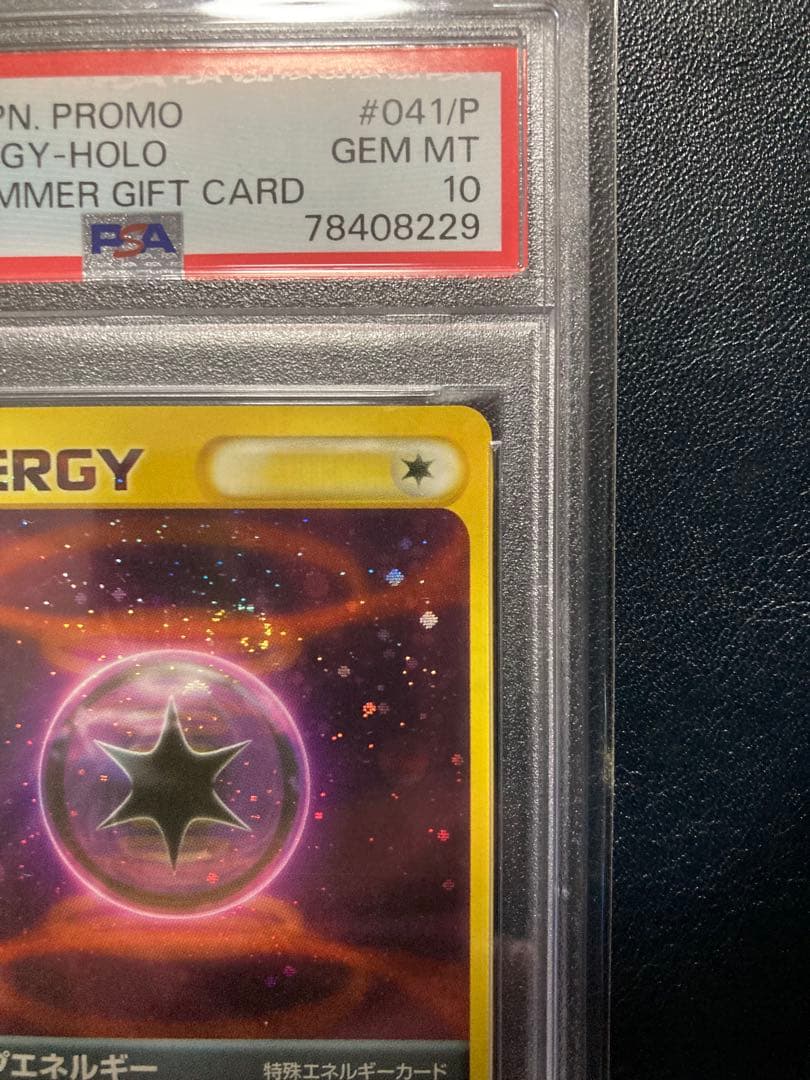 PN. PROMO #041/P
GY-HOLO GEM MT
MMER GIFT CARD 10
PSA 78408229
ERGY
プエネルギー 特殊エネルギーカード